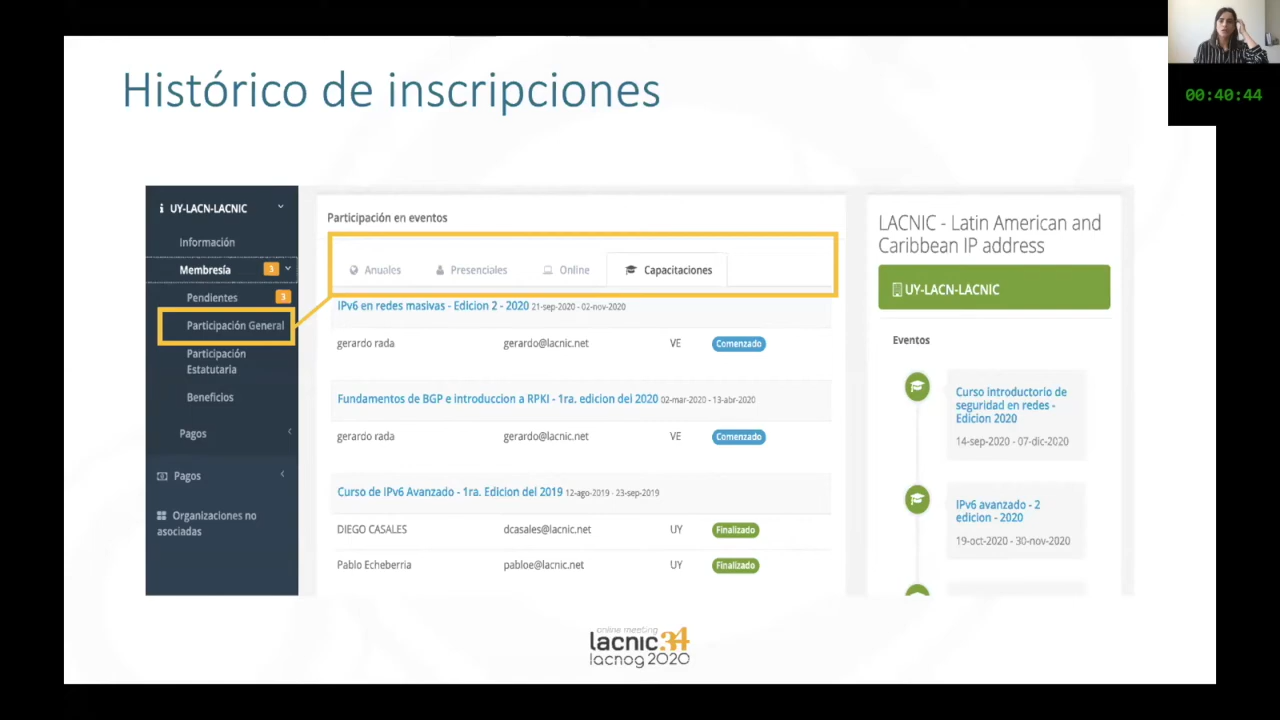 Histórico de inscripciones
00:40:44
UY-LACN-LACNIC
Información
Membresía 3
Pendientes 3
Participación General
Participación
Estatutaria
Beneficios
Pagos
Pagos
Organizaciones no
asociadas
Participación en eventos
Anuales Presenciales Online Capacitaciones
IPv6 en redes masivas - Edicion 2 - 2020 21-sep-2020 - 02-nov-2020
gerardo rada gerardo@lacnic.net VE Comenzado
Fundamentos de BGP e introduccion a RPKI - 1ra. edicion del 2020 02-mar-2020 - 13-abr-2020
gerardo rada gerardo@lacnic.net VE Comenzado
Curso de IPv6 Avanzado - 1ra. Edicion del 2019 12-ago-2019 - 23-sep-2019
DIEGO CASALES dcasales@lacnic.net UY Finalizado
Pablo Echeberria pabloe@lacnic.net UY Finalizado
LACNIC - Latin American and
Caribbean IP address
UY-LACN-LACNIC
Eventos
Curso introductorio de
seguridad en redes -
Edicion 2020
14-sep-2020 - 07-dic-2020
IPv6 avanzado - 2
edicion - 2020
19-oct-2020 - 30-nov-2020
online meeting
lacnic 34
lacnog 2020